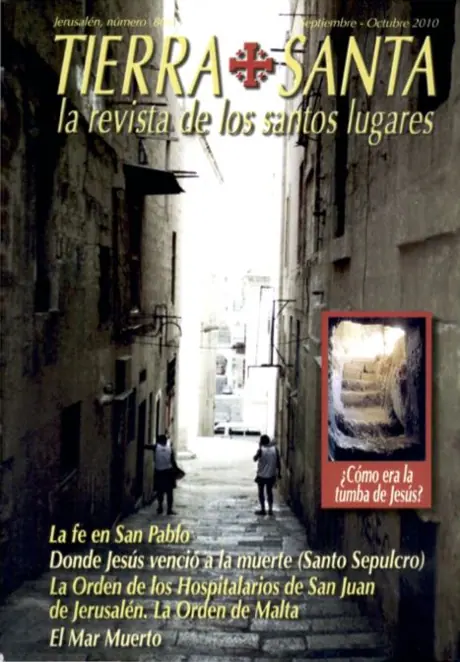 Jerusalén, número
Septiembre - Octubre 2010
TIERRA SANTA
la revista de los santos lugares
¿Cómo era la
tumba de Jesús?
La fe en San Pablo
Donde Jesús venció a la muerte (Santo Sepulcro)
La Orden de los Hospitalarios de San Juan
de Jerusalén. La Orden de Malta
El Mar Muerto